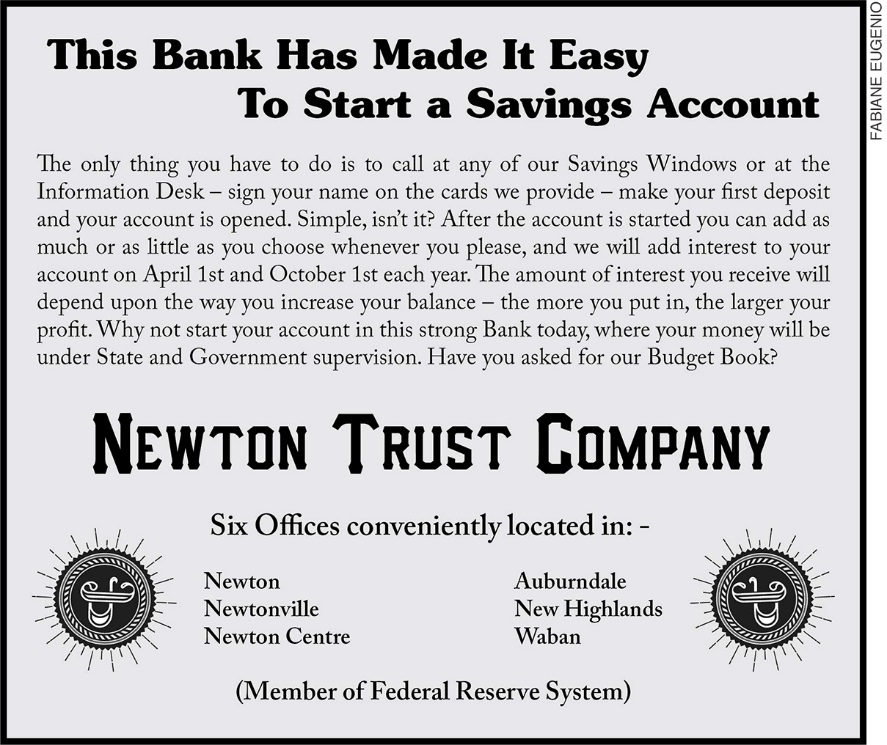 This Bank Has Made It Easy
To Start a Savings Account
The only thing you have to do is to call at any of our Savings Windows or at the
Information Desk – sign your name on the cards we provide – make your first deposit
and your account is opened. Simple, isn't it? After the account is started you can add as
much or as little as you choose whenever you please, and we will add interest to your
account on April 1st and October 1st each year. The amount of interest you receive will
depend upon the way you increase your balance – the more you put in, the larger your
profit. Why not start your account in this strong Bank today, where your money will be
under State and Government supervision. Have you asked for our Budget Book?
NEWTON TRUST COMPANY
Six Offices conveniently located in: -
Newton
Newtonville
Newton Centre
Auburndale
New Highlands
Waban
(Member of Federal Reserve System)
FABIANE EUGENIO